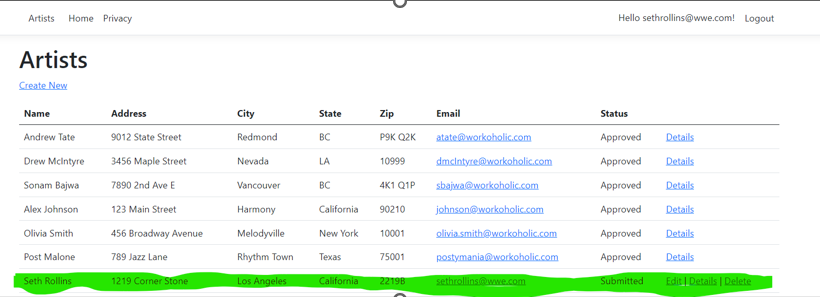 Artists Home Privacy Hello sethrollins@wwe.com! Logout
Artists
Create New
Name Address City State Zip Email Status
Andrew Tate 9012 State Street Redmond BC P9K Q2K atate@workoholic.com Approved Details
Drew McIntyre 3456 Maple Street Nevada LA 10999 dmcIntyre@workoholic.com Approved Details
Sonam Bajwa 7890 2nd Ave E Vancouver BC 4K1 Q1P sbajwa@workoholic.com Approved Details
Alex Johnson 123 Main Street Harmony California 90210 johnson@workoholic.com Approved Details
Olivia Smith 456 Broadway Avenue Melodyville New York 10001 olivia.smith@workoholic.com Approved Details
Post Malone 789 Jazz Lane Rhythm Town Texas 75001 postymania@workoholic.com Approved Details
Seth Rollins 1219 Corner Stone Los Angeles California 22198 sethrollins@wwe.com Submitted Edit | Details | Delete